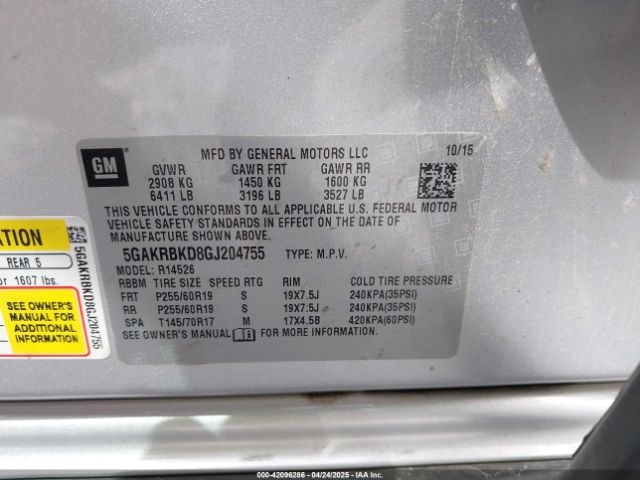 GM
MFD BY GENERAL MOTORS LLC
10/15
GVWR GAWR FRT GAWR RR
2908 KG 1450 KG 1600 KG
6411 LB 3196 LB 3527 LB
THIS VEHICLE CONFORMS TO ALL APPLICABLE U.S. FEDERAL MOTOR
VEHICLE SAFETY STANDARDS IN EFFECT ON THE DATE OF
MANUFACTURE SHOWN ABOVE.
5GAKRBKD8GJ204755 TYPE: M.P.V.
MODEL: R14526
RBBM TIRE SIZE SPEED RTG RIM COLD TIRE PRESSURE
FRT P255/60R19 S 19X7.5J 240KPA(35PSI)
RR P255/60R19 S 19X7.5J 240KPA(35PSI)
SPA T145/70R17 M 17X4.5B 420KPA(60PSI)
SEE OWNER'S MANUAL FOR MORE INFORMATION.
ATION
REAR 5
or 1607 lbs.
SEE OWNER'S
MANUAL FOR
ADDITIONAL
INFORMATION
5GAKRBKD8GJ204755
000-42096286 - 04/24/2025 - IAAI.COM